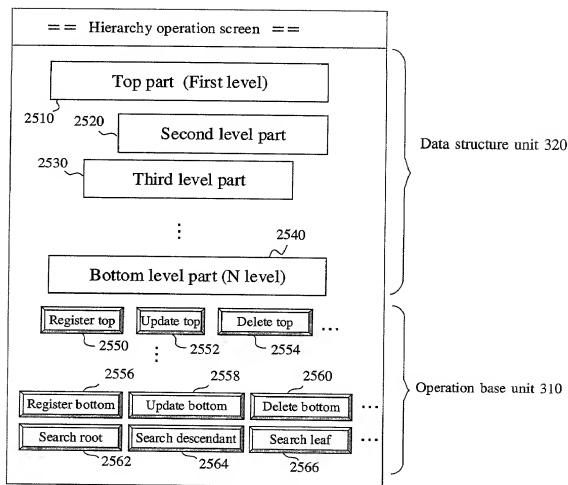 == Hierarchy operation screen ==
Top part (First level)
2510
2520
Second level part
Data structure unit 320
2530
Third level part
⋮
2540
Bottom level part (N level)
Register top Update top Delete top ...
2550 2552 2554
⋮
2556 2558 2560
Operation base unit 310
Register bottom Update bottom Delete bottom ...
Search root Search descendant Search leaf ...
2562 2564 2566